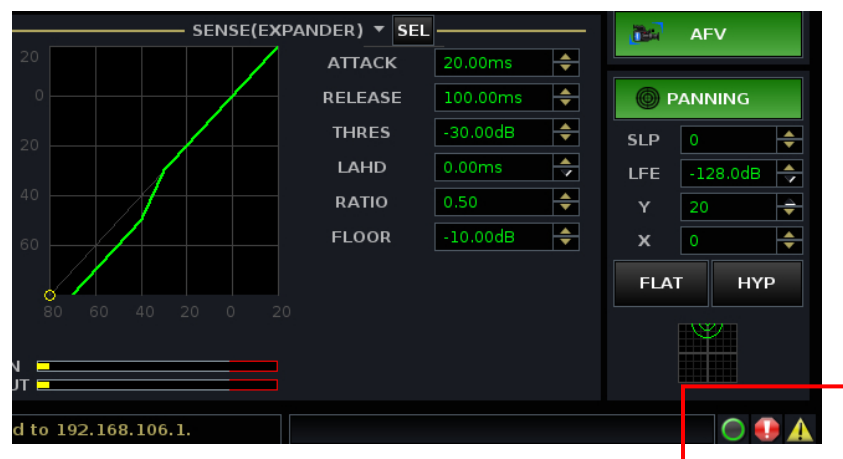 SENSE(EXPANDER) SEL
AFV
20
0
20
40
60
80 60 40 20 0 20
ATTACK 20.00ms
RELEASE 100.00ms
THRES -30.00dB
LAHD 0.00ms
RATIO 0.50
FLOOR -10.00dB
PANNING
SLP 0
LFE -128.0dB
Y 20
X 0
FLAT HYP
N
UT
d to 192.168.106.1.